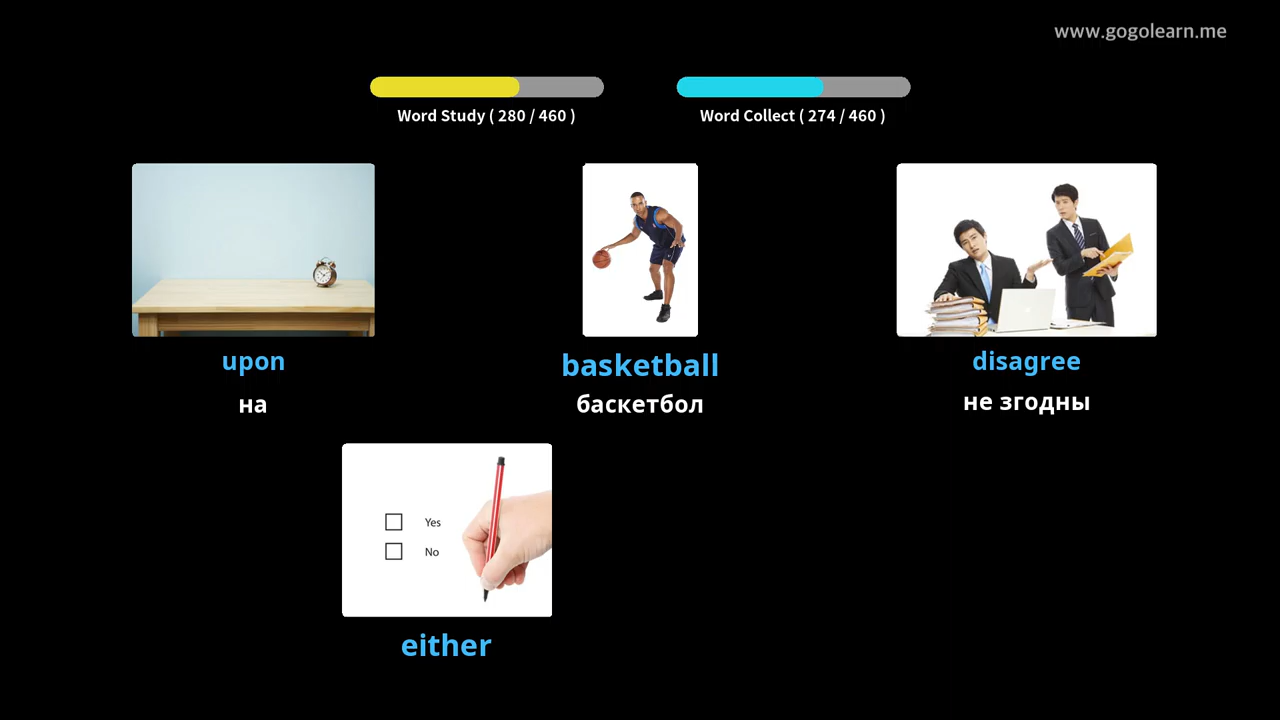 www.gogolearn.me
Word Study ( 280 / 460 )
Word Collect ( 274 / 460 )
upon
на
basketball
баскетбол
disagree
не згодны
Yes
No
either